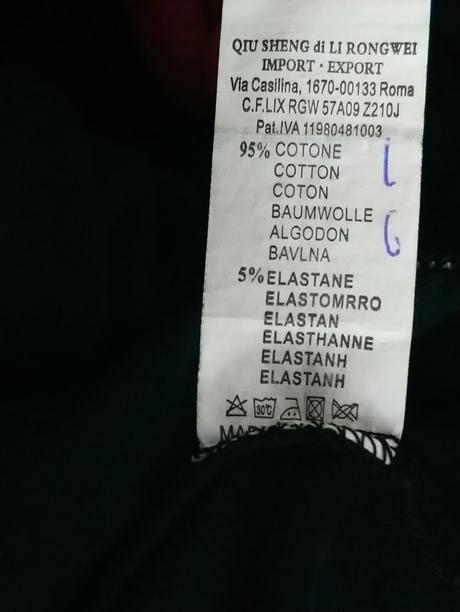 QIU SHENG di LI RONGWEI
IMPORT · EXPORT
Via Casilina, 1670-00133 Roma
C.F.LIX RGW 57A09 Z210J
Pat.IVA 11980481003
95% COTONE
COTTON
COTON
BAUMWOLLE
ALGODON
BAVLNA
5% ELASTANE
ELASTOMRRO
ELASTAN
ELASTHANNE
ELASTANH
ELASTANH
30°C